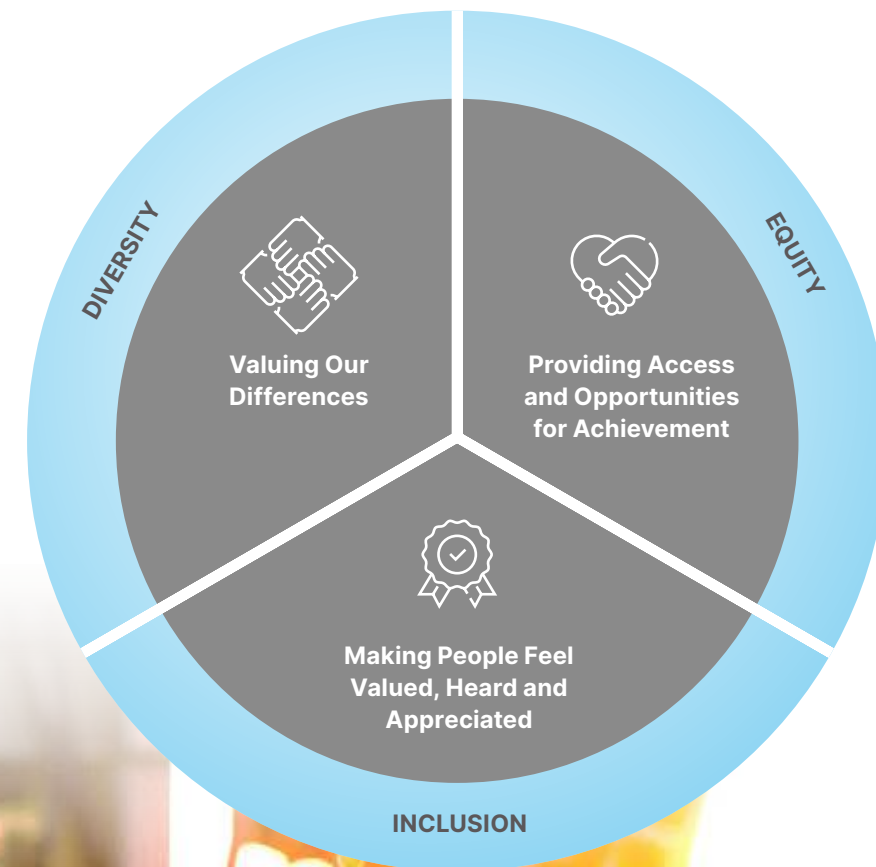 DIVERSITY
Valuing Our
Differences
EQUITY
Providing Access
and Opportunities
for Achievement
Making People Feel
Valued, Heard and
Appreciated
INCLUSION